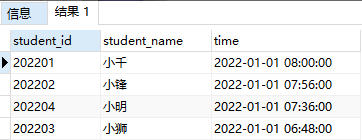 信息 结果 1
student_id student_name time
202201 小千 2022-01-01 08:00:00
202202 小锋 2022-01-01 07:56:00
202204 小明 2022-01-01 07:36:00
202203 小狮 2022-01-01 06:48:00